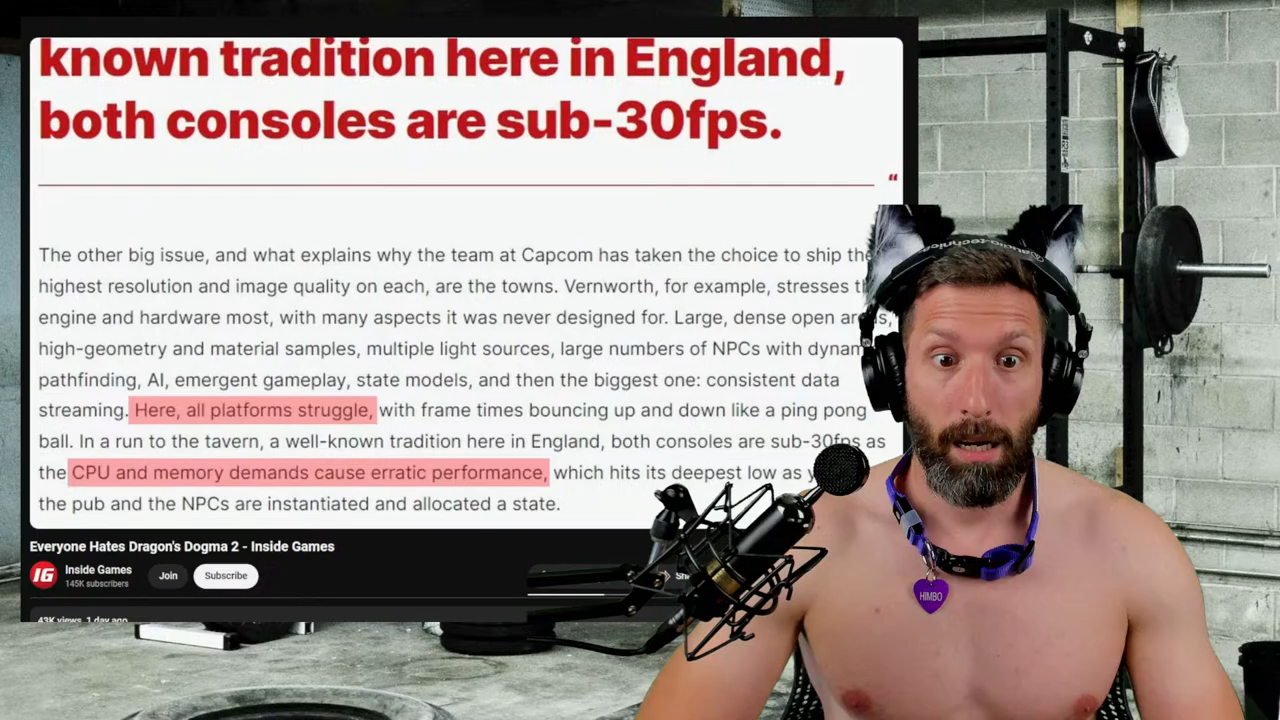 known tradition here in England,
both consoles are sub-30fps.
“
The other big issue, and what explains why the team at Capcom has taken the choice to ship the
highest resolution and image quality on each, are the towns. Vernworth, for example, stresses
engine and hardware most, with many aspects it was never designed for. Large, dense open areas,
high-geometry and material samples, multiple light sources, large numbers of NPCs with
pathfinding, AI, emergent gameplay, state models, and then the biggest one: consistent data
streaming. Here, all platforms struggle, with frame times bouncing up and down like a ping pong
ball. In a run to the tavern, a well-known tradition here in England, both consoles are sub-30fps as
the CPU and memory demands cause erratic performance, which hits its deepest low as
the pub and the NPCs are instantiated and allocated a state.
Everyone Hates Dragon's Dogma 2 - Inside Games
IG
Inside Games
145K subscribers
Join
Subscribe
43K views 1 day ago
audio-technica
HIMBO